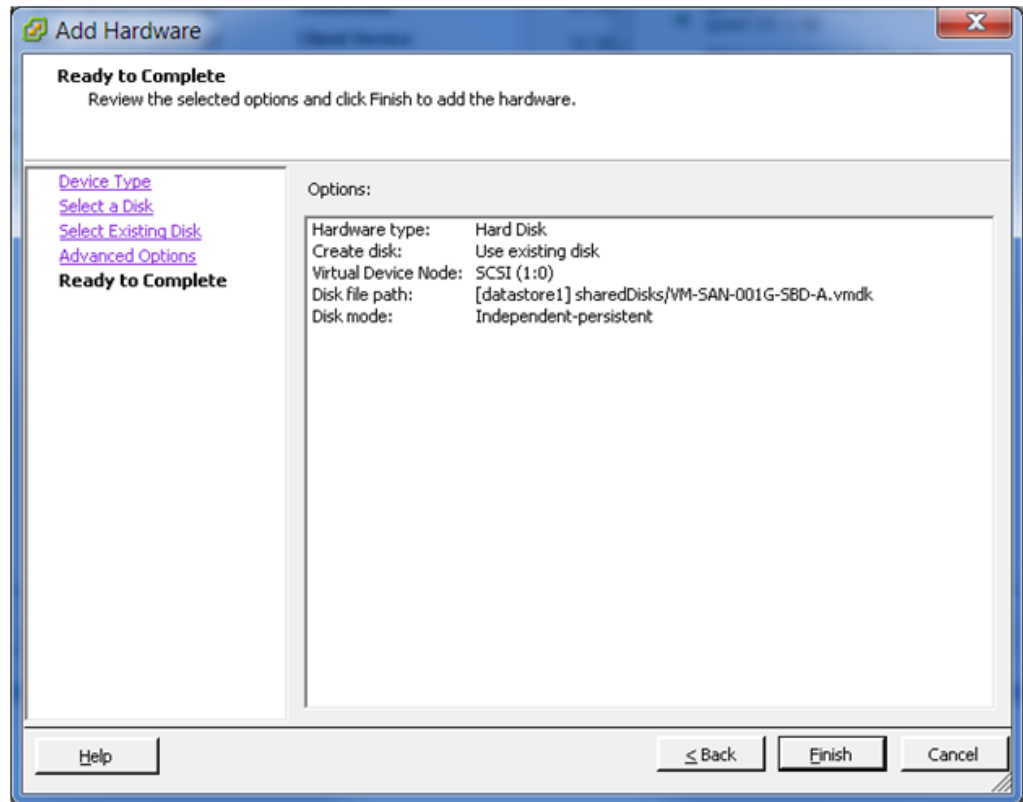 Add Hardware
Ready to Complete
Review the selected options and click Finish to add the hardware.
Device Type
Select a Disk
Select Existing Disk
Advanced Options
Ready to Complete
Options:
Hardware type: Hard Disk
Create disk: Use existing disk
Virtual Device Node: SCSI (1:0)
Disk file path: [datastore1] sharedDisks/VM-SAN-001G-SBD-A.vmdk
Disk mode: Independent-persistent
Help
< Back
Finish
Cancel